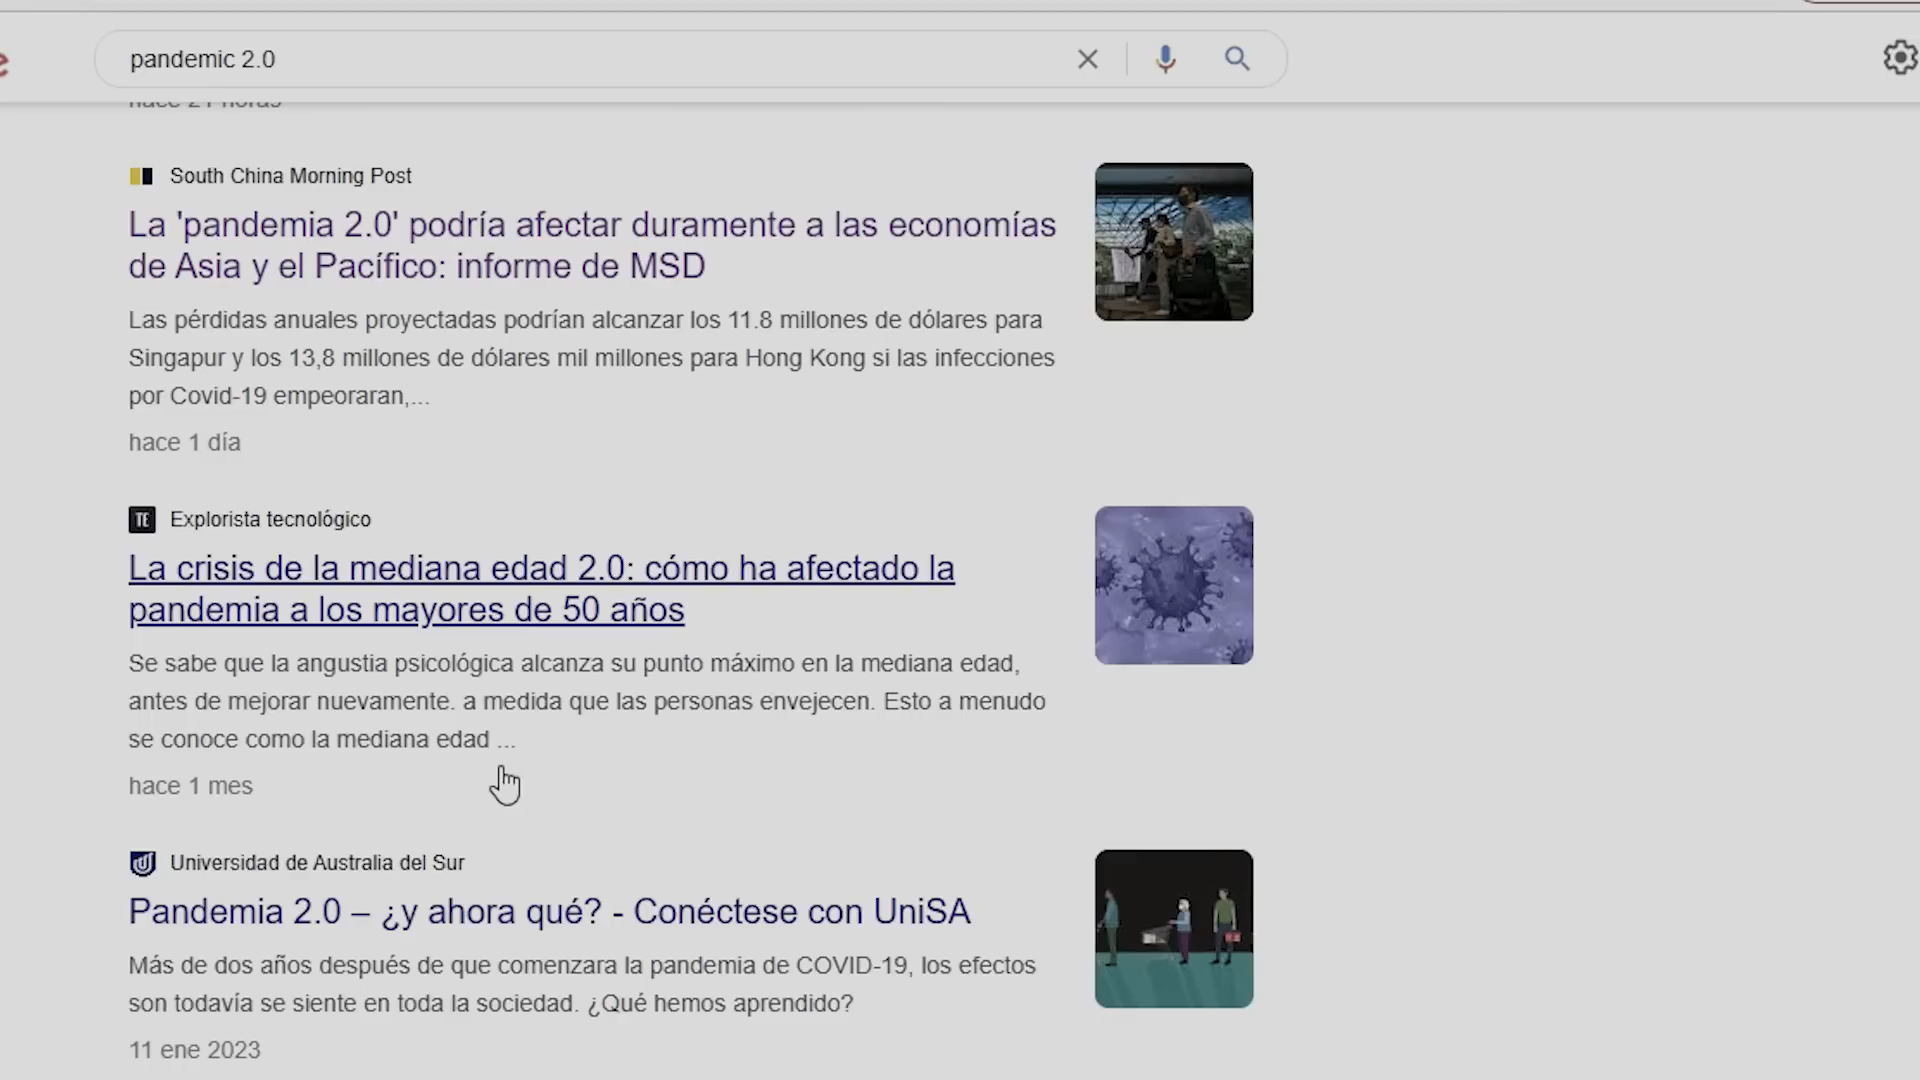 pandemic 2.0
hace 21 horas
South China Morning Post
La 'pandemia 2.0' podría afectar duramente a las economías
de Asia y el Pacífico: informe de MSD
Las pérdidas anuales proyectadas podrían alcanzar los 11.8 millones de dólares para
Singapur y los 13,8 millones de dólares mil millones para Hong Kong si las infecciones
por Covid-19 empeoraran,...
hace 1 día
TE Explorista tecnológico
La crisis de la mediana edad 2.0: cómo ha afectado la
pandemia a los mayores de 50 años
Se sabe que la angustia psicológica alcanza su punto máximo en la mediana edad,
antes de mejorar nuevamente. a medida que las personas envejecen. Esto a menudo
se conoce como la mediana edad ...
hace 1 mes
Universidad de Australia del Sur
Pandemia 2.0 – ¿y ahora qué? - Conéctese con UniSA
Más de dos años después de que comenzara la pandemia de COVID-19, los efectos
son todavía se siente en toda la sociedad. ¿Qué hemos aprendido?
11 ene 2023